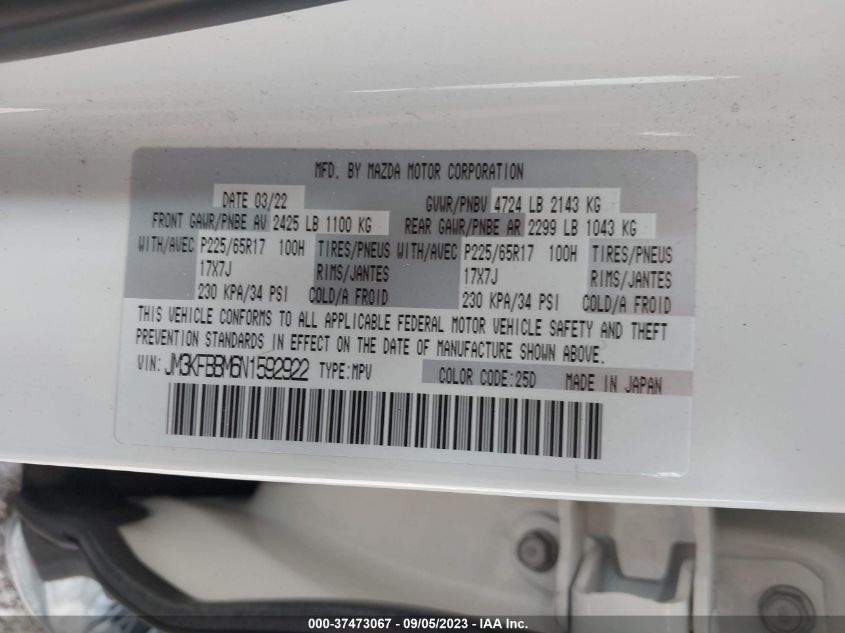 MFD. BY MAZDA MOTOR CORPORATION
DATE 03/22 GVWR/PNBV 4724 LB 2143 KG
FRONT GAWR/PNBE AV 2425 LB 1100 KG REAR GAWR/PNBE AR 2299 LB 1043 KG
WITH/AVEC P225/65R17 100H TIRES/PNEUS WITH/AVEC P225/65R17 100H TIRES/PNEUS
17X7J RIMS/JANTES 17X7J RIMS/JANTES
230 KPA/34 PSI COLD/A FROID 230 KPA/34 PSI COLD/A FROID
THIS VEHICLE CONFORMS TO ALL APPLICABLE FEDERAL MOTOR VEHICLE SAFETY AND THEFT
PREVENTION STANDARDS IN EFFECT ON THE DATE OF MANUFACTURE SHOWN ABOVE.
VIN: JM3KFBBM6N1592922 TYPE:MPV COLOR CODE:25D MADE IN JAPAN
000-37473067 - 09/05/2023 - IAA Inc.